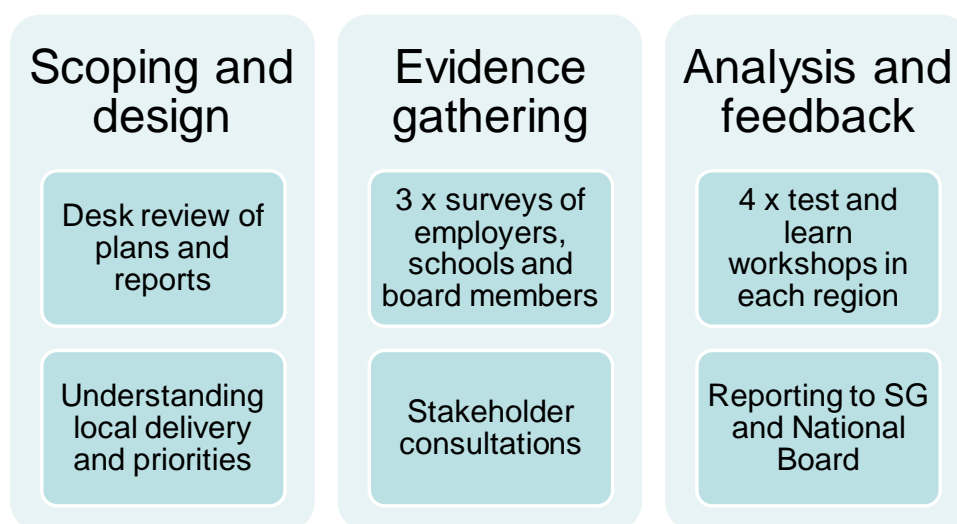 Scoping and
design
Desk review of
plans and
reports
Understanding
local delivery
and priorities
Evidence
gathering
3 x surveys of
employers,
schools and
board members
Stakeholder
consultations
Analysis and
feedback
4 x test and
learn
workshops in
each region
Reporting to SG
and National
Board